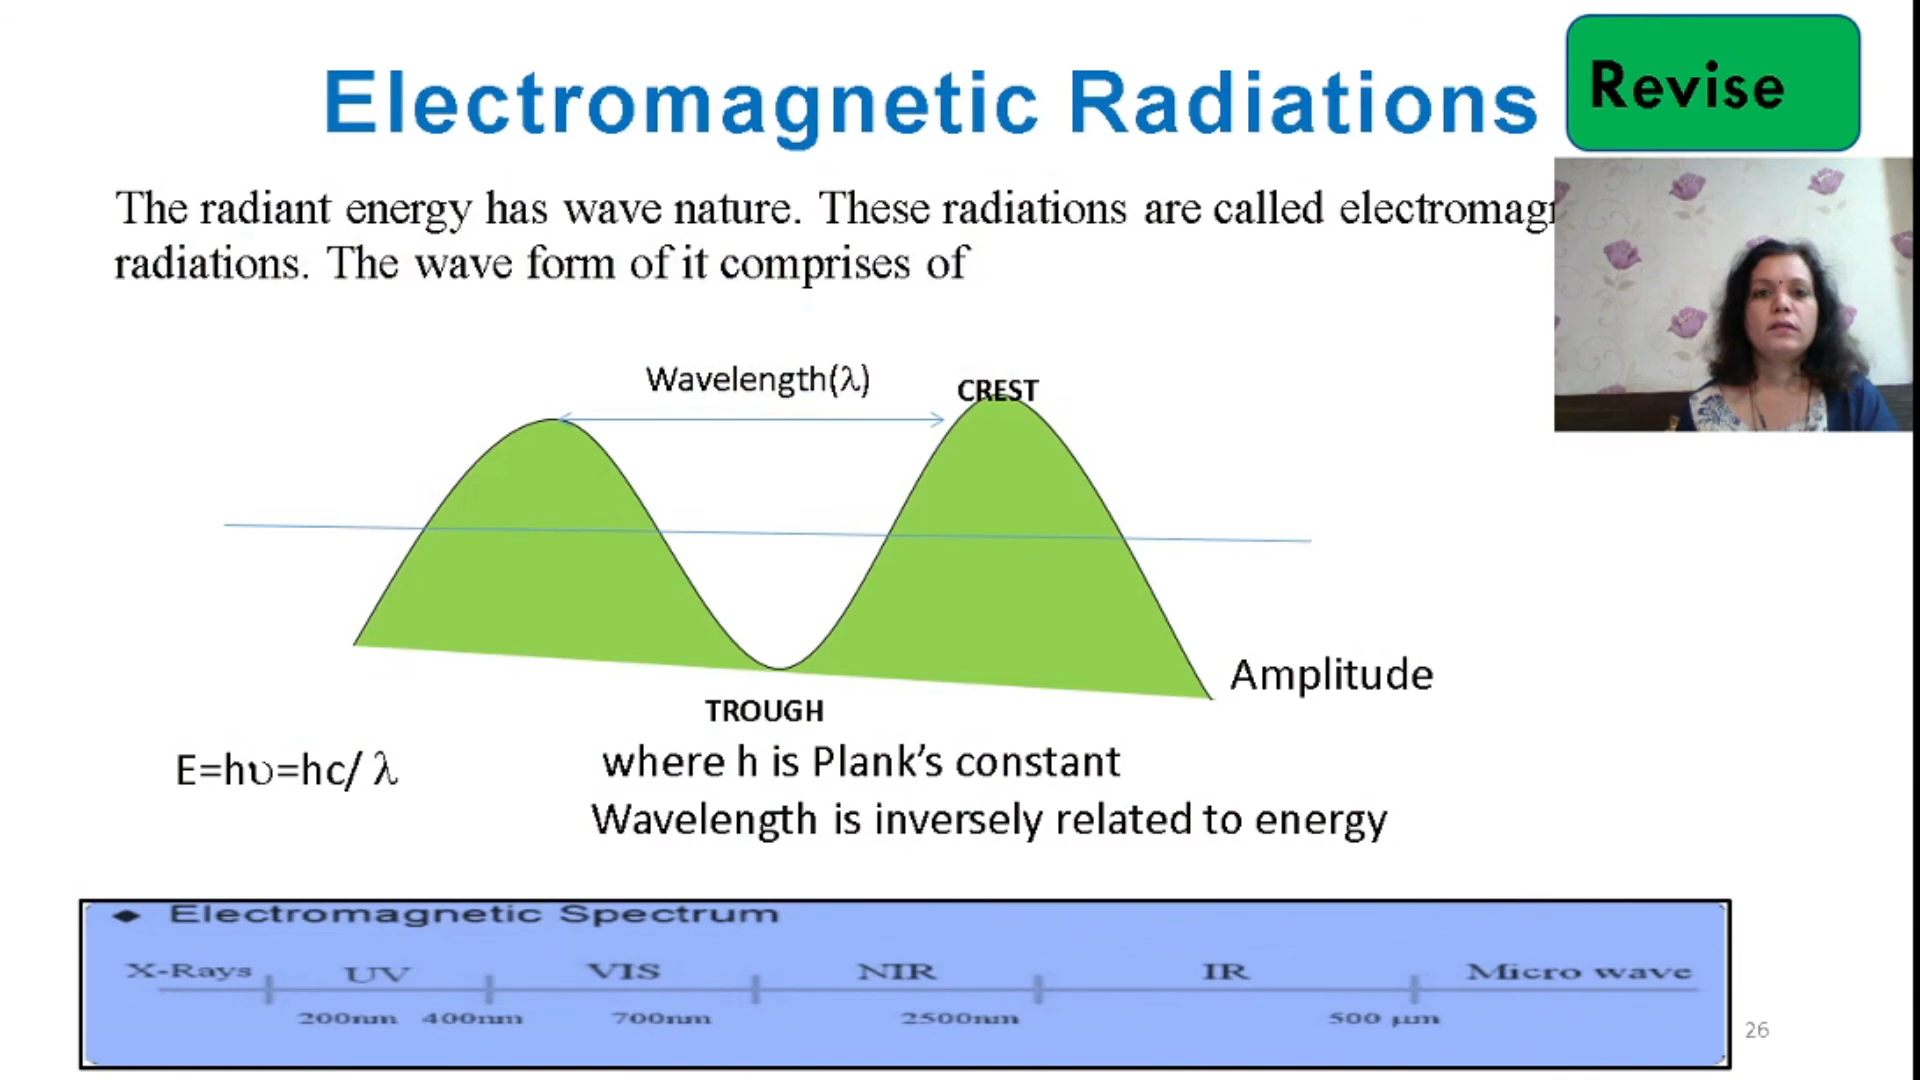 Electromagnetic Radiations
Revise
The radiant energy has wave nature. These radiations are called electromagn
radiations. The wave form of it comprises of
Wavelength(λ)
CREST
Amplitude
TROUGH
E=hυ=hc/ λ
where h is Plank’s constant
Wavelength is inversely related to energy
◆ Electromagnetic Spectrum
X-Rays UV VIS NIR IR Micro wave
200nm 400nm 700nm 2500nm 500 μm
26